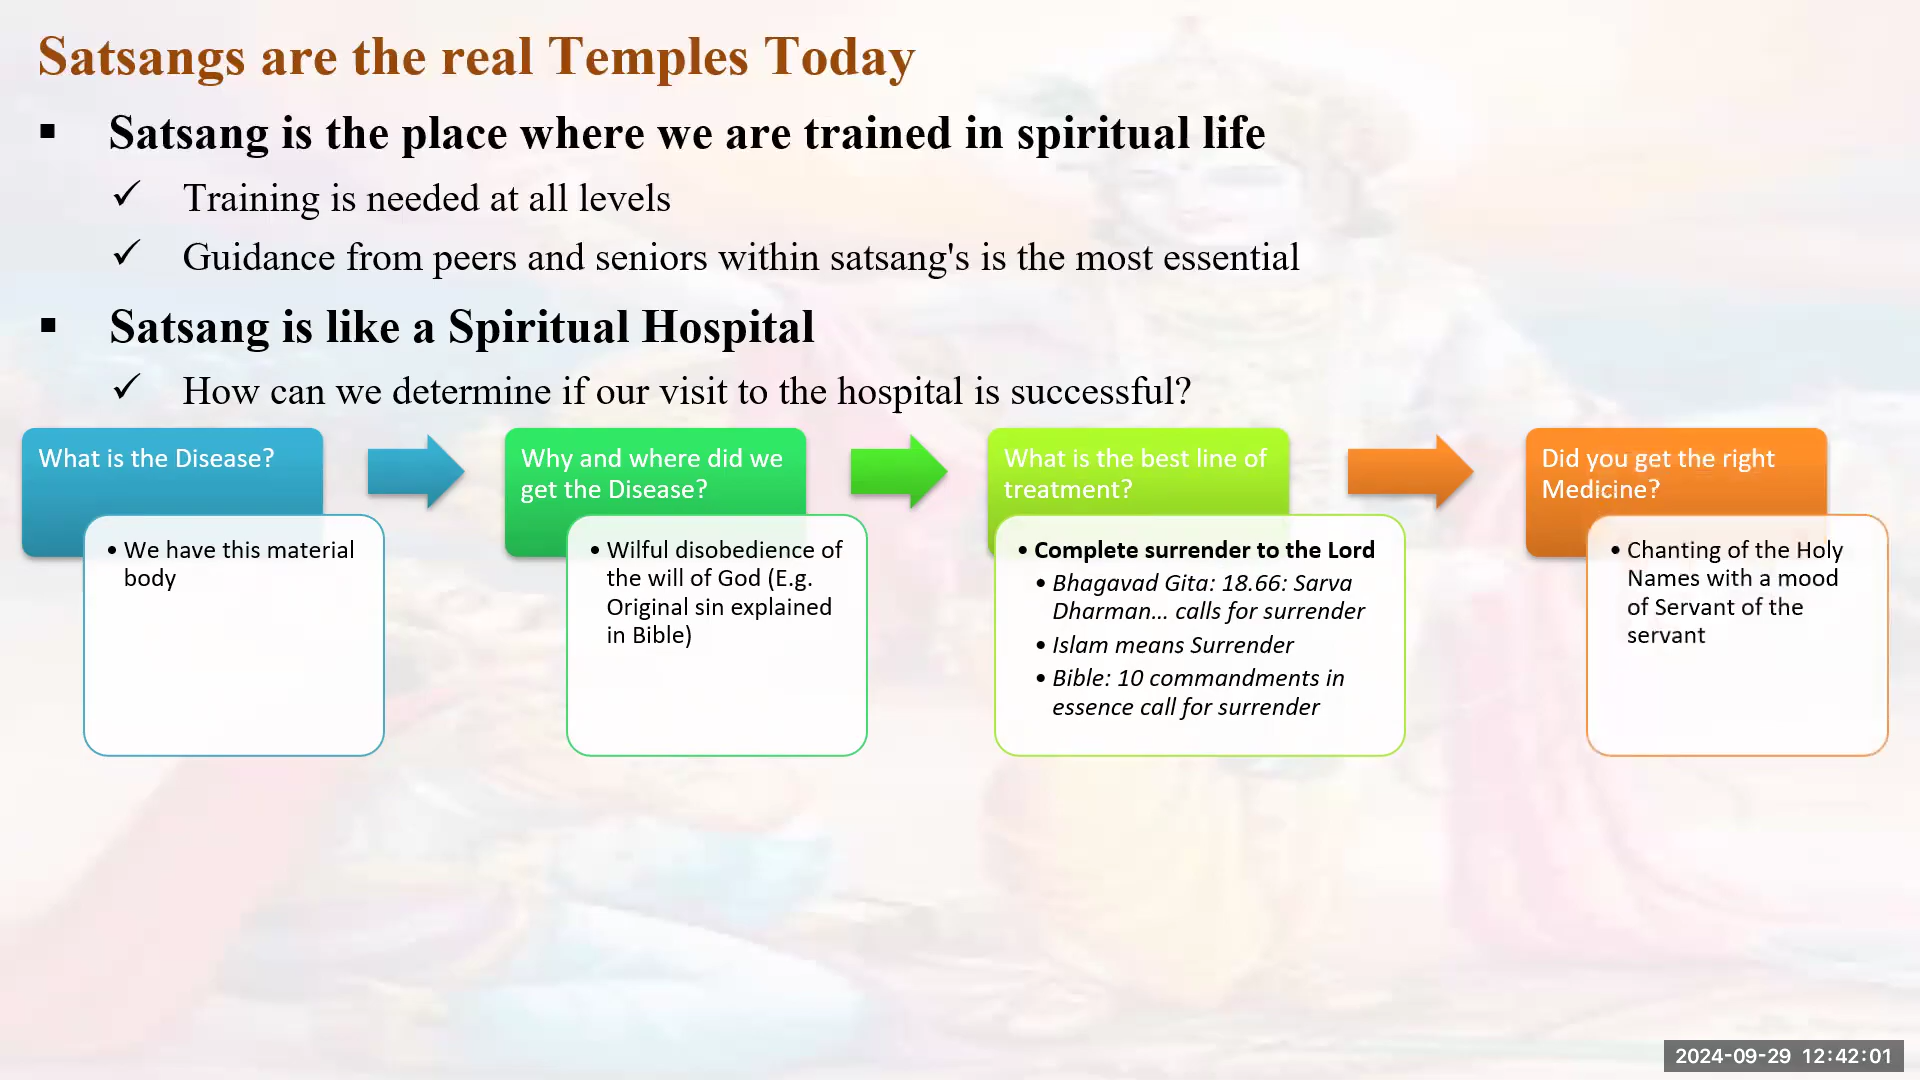 Satsangs are the real Temples Today
▪ Satsang is the place where we are trained in spiritual life
✓ Training is needed at all levels
✓ Guidance from peers and seniors within satsang's is the most essential
▪ Satsang is like a Spiritual Hospital
✓ How can we determine if our visit to the hospital is successful?
What is the Disease?
• We have this material
body
Why and where did we
get the Disease?
• Wilful disobedience of
the will of God (E.g.
Original sin explained
in Bible)
What is the best line of
treatment?
• Complete surrender to the Lord
• Bhagavad Gita: 18.66: Sarva
Dharman... calls for surrender
• Islam means Surrender
• Bible: 10 commandments in
essence call for surrender
Did you get the right
Medicine?
• Chanting of the Holy
Names with a mood
of Servant of the
servant
2024-09-29 12:42:01